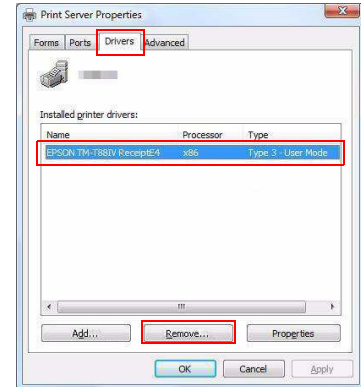 Print Server Properties
Forms Ports Drivers Advanced
Installed printer drivers:
Name Processor Type
EPSON TM-T88IV ReceiptE4 x86 Type 3 - User Mode
Add... Remove... Properties
OK Cancel Apply